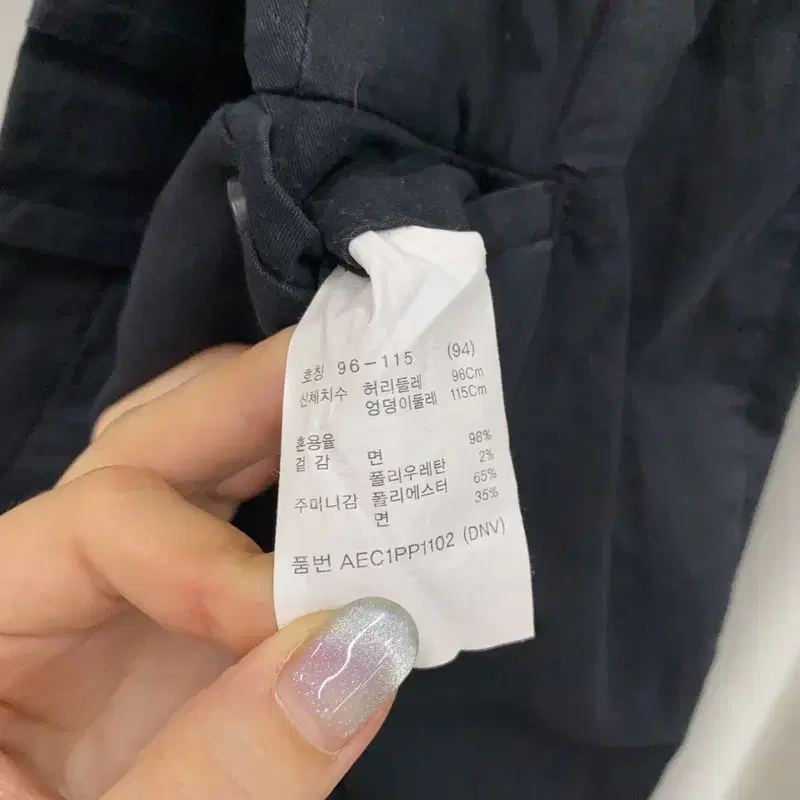 호칭 96-115 (94)
신체치수 허리둘레 96Cm
엉덩이둘레 115Cm
혼용율
겉감 면 98%
폴리우레탄 2%
주머니감 폴리에스터 65%
면 35%
품번 AEC1PP1102 (DNV)